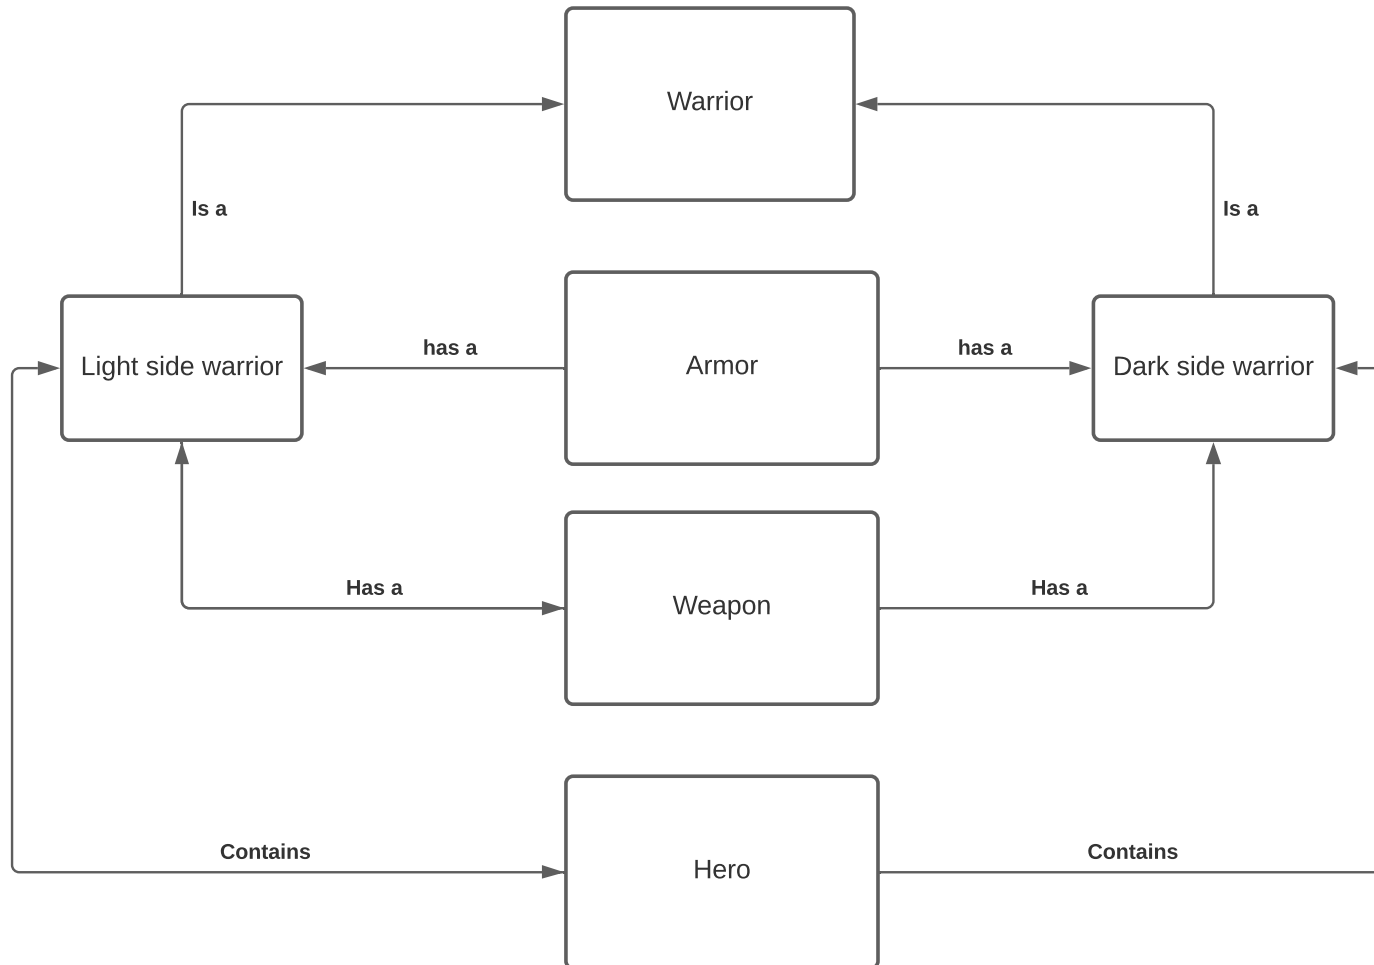 Warrior
Is a
Is a
Light side warrior
has a
Armor
has a
Dark side warrior
Has a
Weapon
Has a
Contains
Hero
Contains